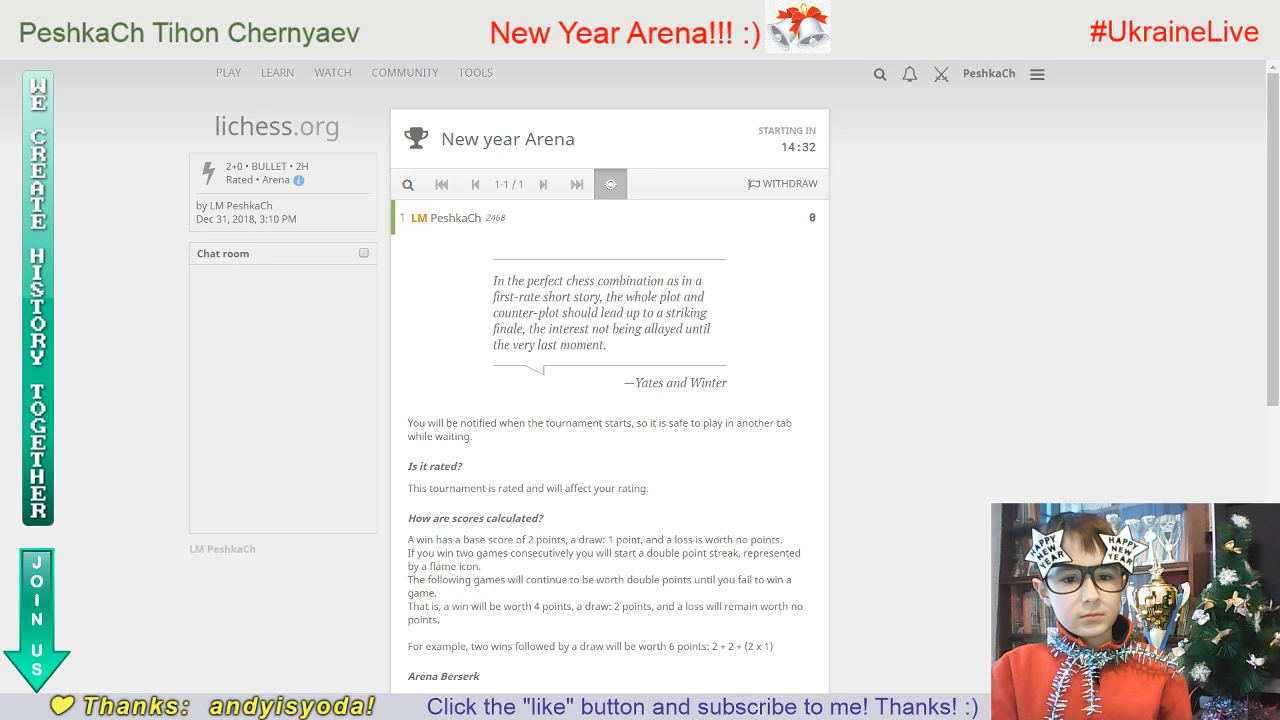 PeshkaCh Tihon Chernyaev
New Year Arena!!! :)
#UkraineLive
WE CREATE HISTORY TOGETHER
JOIN US
PLAY LEARN WATCH COMMUNITY TOOLS
PeshkaCh
lichess.org
2+0 • BULLET • 2H
Rated • Arena
by LM PeshkaCh
Dec 31, 2018, 3:10 PM
Chat room
LM PeshkaCh
New year Arena
STARTING IN
14:32
1-1 / 1
WITHDRAW
1 LM PeshkaCh 2468 0
In the perfect chess combination as in a
first-rate short story, the whole plot and
counter-plot should lead up to a striking
finale, the interest not being allayed until
the very last moment.
—Yates and Winter
You will be notified when the tournament starts, so it is safe to play in another tab
while waiting.
Is it rated?
This tournament is rated and will affect your rating.
How are scores calculated?
A win has a base score of 2 points, a draw: 1 point, and a loss is worth no points.
If you win two games consecutively you will start a double point streak, represented
by a flame icon.
The following games will continue to be worth double points until you fail to win a
game.
That is, a win will be worth 4 points, a draw: 2 points, and a loss will remain worth no
points.
For example, two wins followed by a draw will be worth 6 points: 2 + 2 + (2 x 1)
Arena Berserk
HAPPY NEW YEAR
HAPPY NEW YEAR
Thanks: andyisyoda!
Click the "like" button and subscribe to me! Thanks! :)